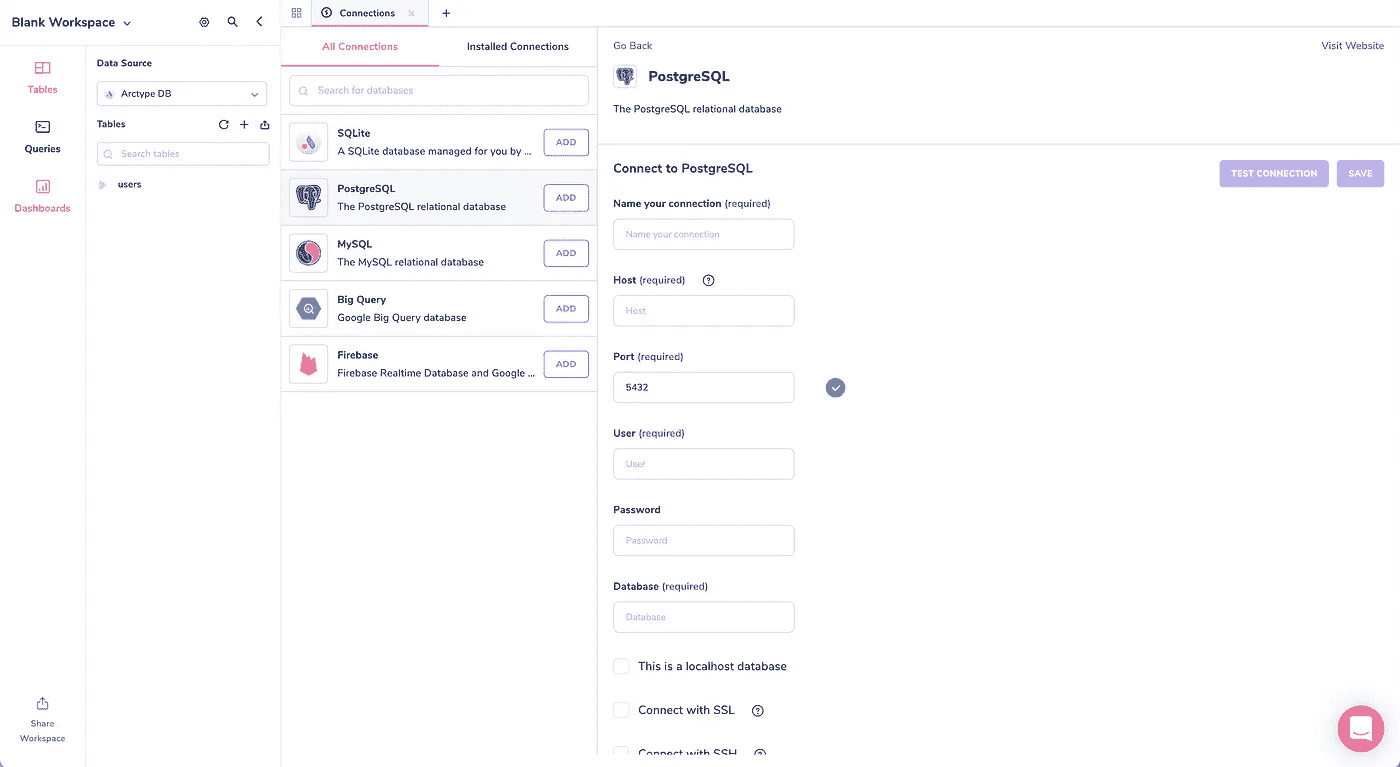 Blank Workspace
Connections
Tables
Queries
Dashboards
Share
Workspace
Data Source
Arctype DB
Tables
Search tables
users
All Connections
Installed Connections
Search for databases
SQLite
A SQLite database managed for you by ...
ADD
PostgreSQL
The PostgreSQL relational database
ADD
MySQL
The MySQL relational database
ADD
Big Query
Google Big Query database
ADD
Firebase
Firebase Realtime Database and Google ...
ADD
Go Back
Visit Website
PostgreSQL
The PostgreSQL relational database
Connect to PostgreSQL
TEST CONNECTION
SAVE
Name your connection (required)
Name your connection
Host (required)
Host
Port (required)
5432
User (required)
User
Password
Password
Database (required)
Database
This is a localhost database
Connect with SSL
Connect with SSH